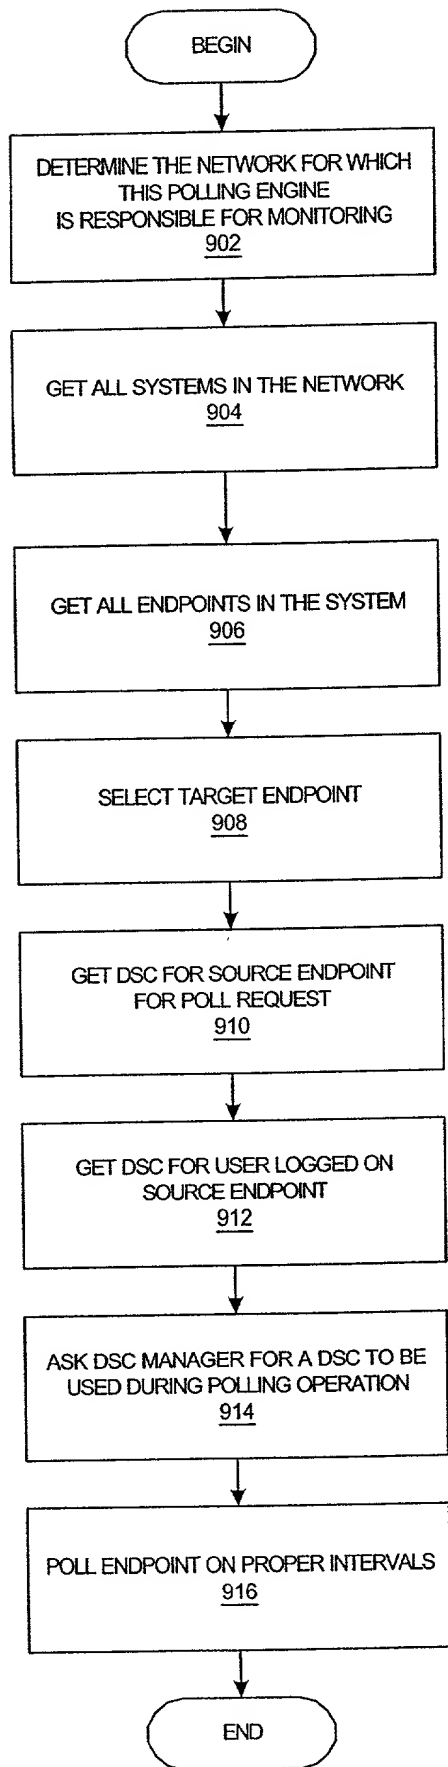 BEGIN
DETERMINE THE NETWORK FOR WHICH
THIS POLLING ENGINE
IS RESPONSIBLE FOR MONITORING
902
GET ALL SYSTEMS IN THE NETWORK
904
GET ALL ENDPOINTS IN THE SYSTEM
906
SELECT TARGET ENDPOINT
908
GET DSC FOR SOURCE ENDPOINT
FOR POLL REQUEST
910
GET DSC FOR USER LOGGED ON
SOURCE ENDPOINT
912
ASK DSC MANAGER FOR A DSC TO BE
USED DURING POLLING OPERATION
914
POLL ENDPOINT ON PROPER INTERVALS
916
END